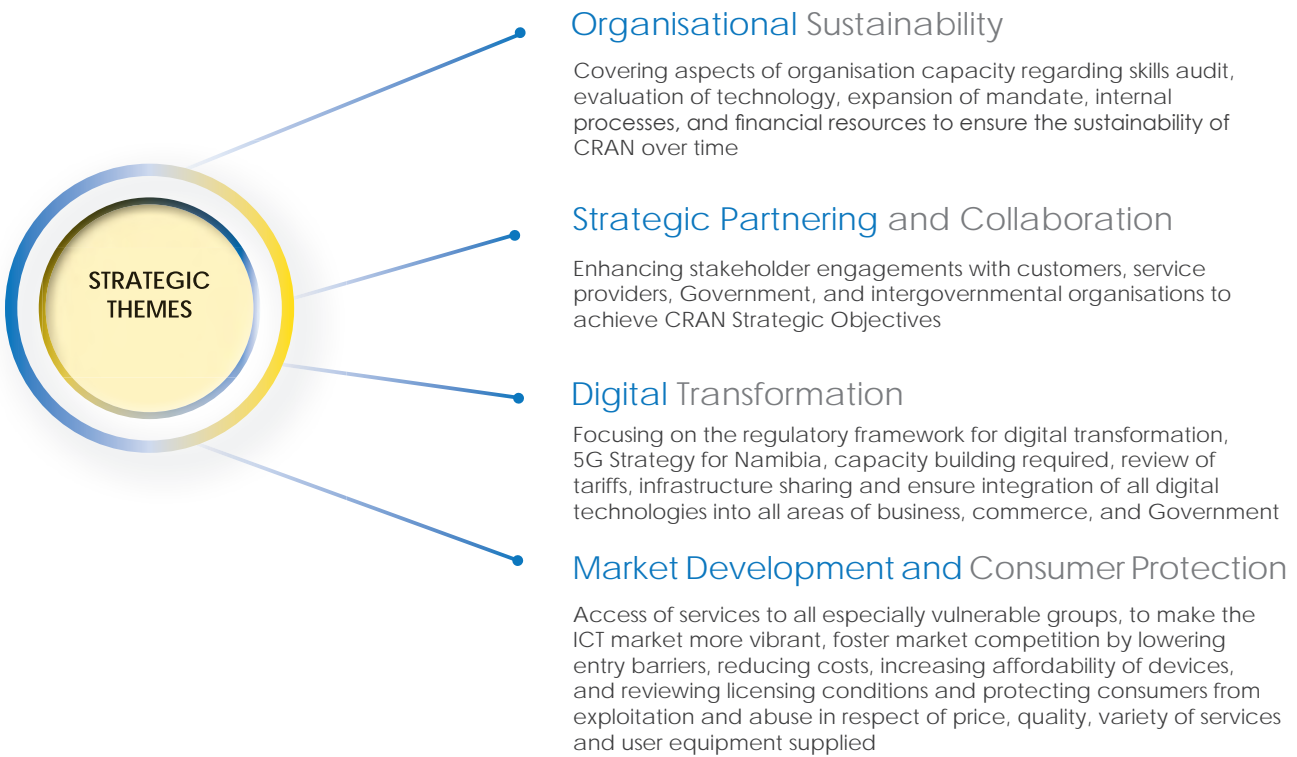 STRATEGIC
THEMES
Organisational Sustainability
Covering aspects of organisation capacity regarding skills audit,
evaluation of technology, expansion of mandate, internal
processes, and financial resources to ensure the sustainability of
CRAN over time
Strategic Partnering and Collaboration
Enhancing stakeholder engagements with customers, service
providers, Government, and intergovernmental organisations to
achieve CRAN Strategic Objectives
Digital Transformation
Focusing on the regulatory framework for digital transformation,
5G Strategy for Namibia, capacity building required, review of
tariffs, infrastructure sharing and ensure integration of all digital
technologies into all areas of business, commerce, and Government
Market Development and Consumer Protection
Access of services to all especially vulnerable groups, to make the
ICT market more vibrant, foster market competition by lowering
entry barriers, reducing costs, increasing affordability of devices,
and reviewing licensing conditions and protecting consumers from
exploitation and abuse in respect of price, quality, variety of services
and user equipment supplied